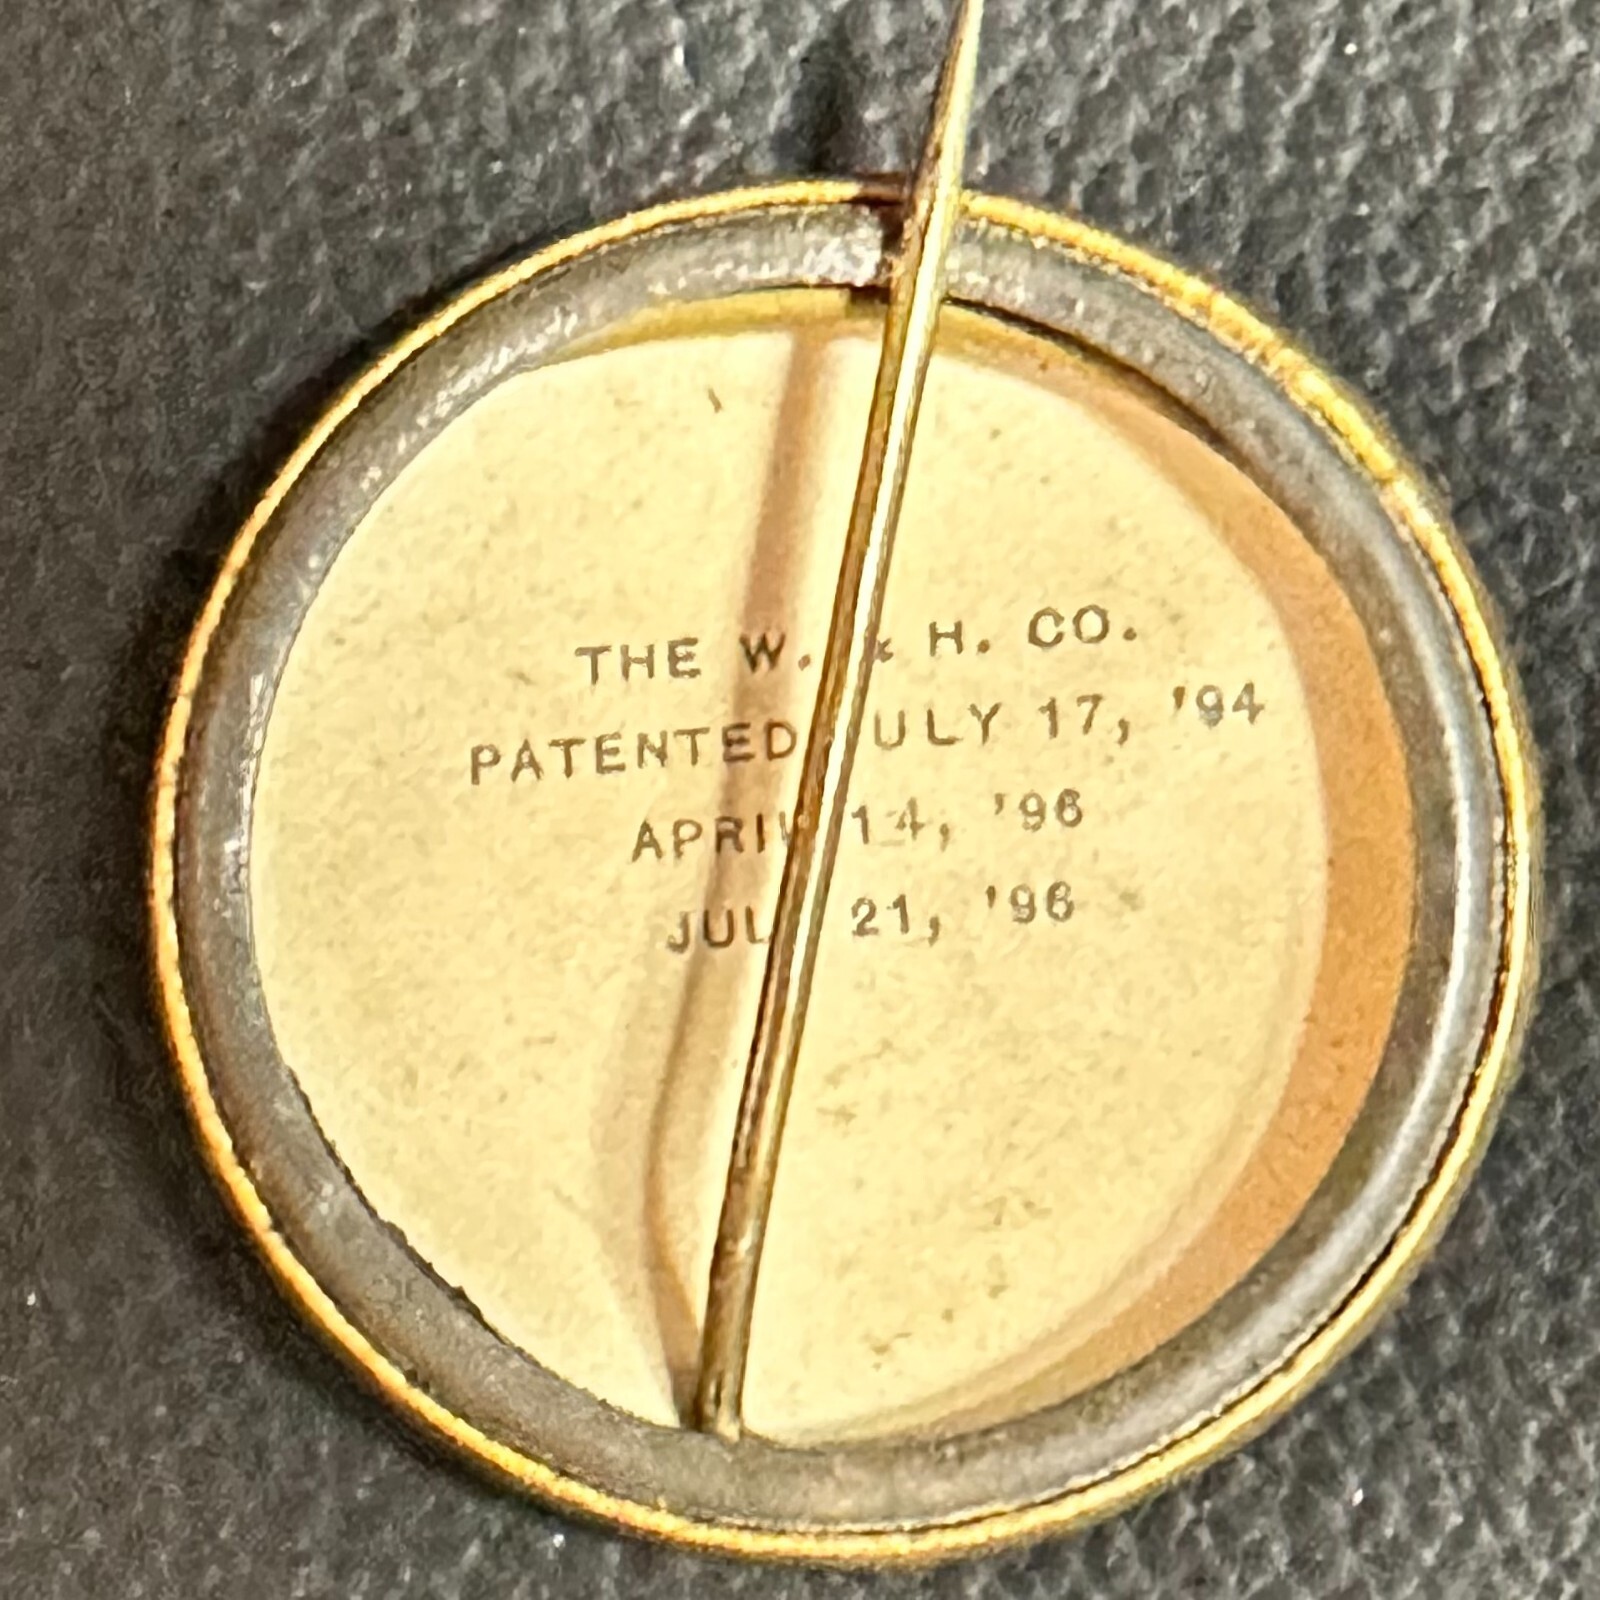 THE W. & H. CO.
PATENTED JULY 17, '94
APRIL 14, '96
JULY 21, '96